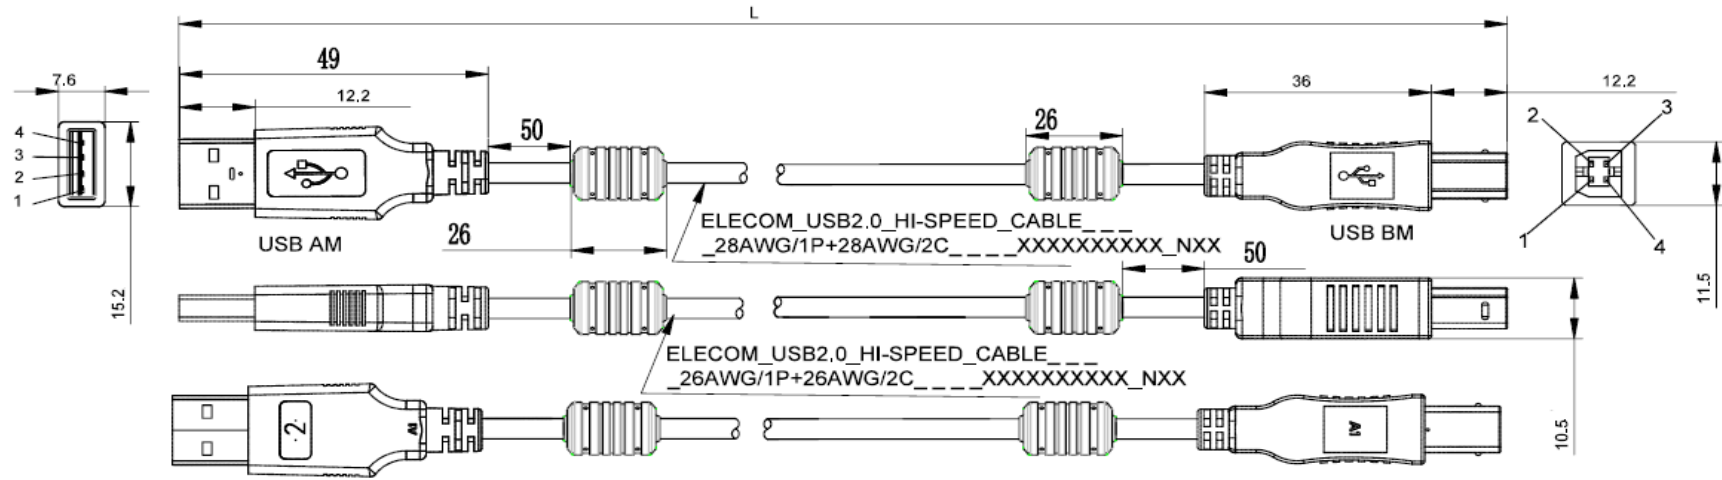 L
49
7.6
12.2
36
12.2
50
26
2
3
4
3
2
1
USB AM
26
ELECOM_USB2.0_HI-SPEED_CABLE_ _ _
_28AWG/1P+28AWG/2C_ _ _ _XXXXXXXXXX_NXX
USB BM
1
4
50
15.2
11.5
ELECOM_USB2.0_HI-SPEED_CABLE_ _ _
_26AWG/1P+26AWG/2C_ _ _ _XXXXXXXXXX_NXX
.2.
A1
10.5